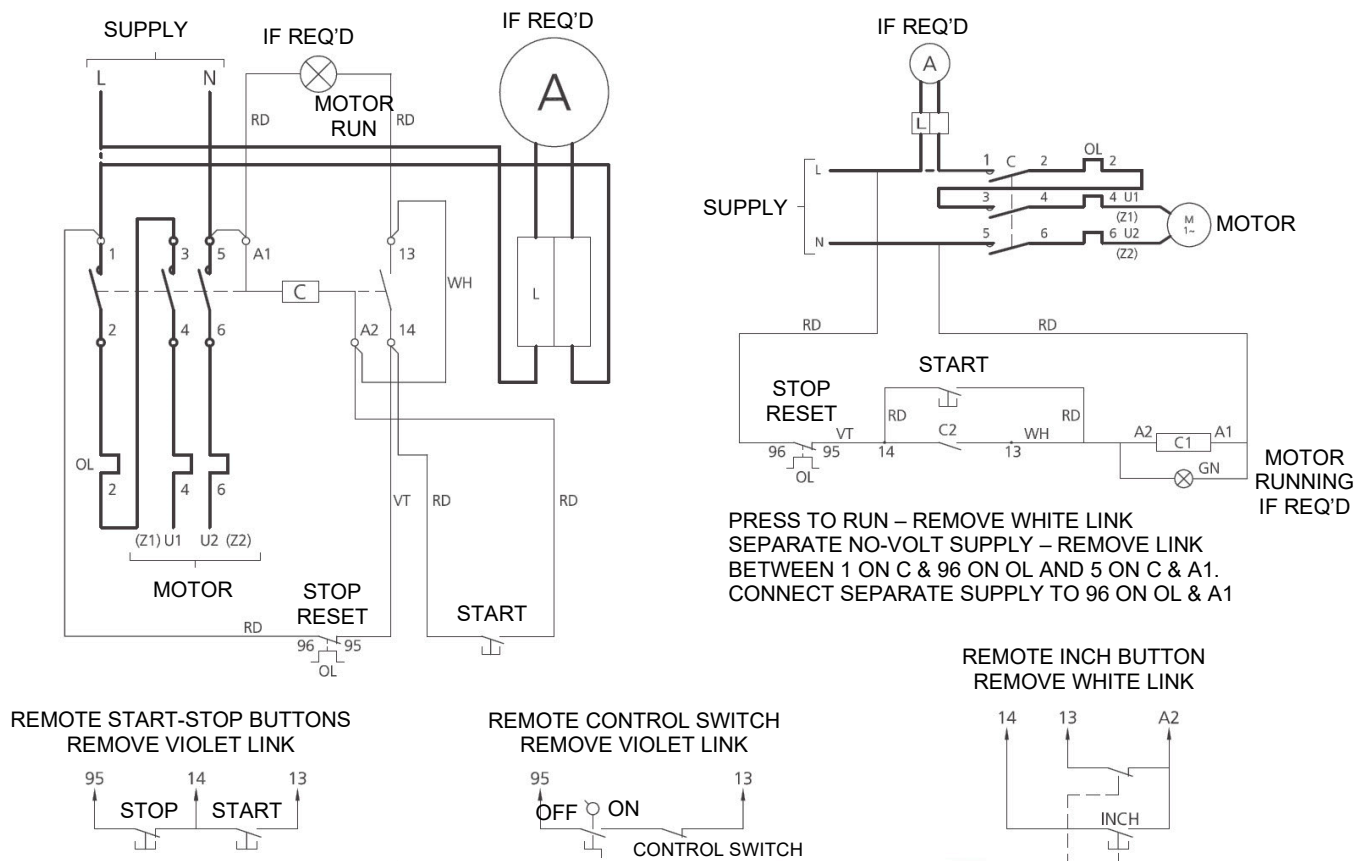 SUPPLY
IF REQ'D
IF REQ'D
L
N
A
MOTOR
RUN
RD
RD
1
3
5
A1
13
WH
C
L
2
4
6
A2
14
OL
2
4
6
VT
RD
RD
(Z1) U1
U2 (Z2)
MOTOR
STOP
RESET
START
RD
96
95
OL
IF REQ'D
A
L
OL
1
C
2
2
L
SUPPLY
3
4
4
U1
(Z1)
M
1~
MOTOR
N
5
6
6
U2
(Z2)
RD
RD
START
STOP
RESET
RD
RD
VT
C2
WH
A2
C1
A1
96
95
14
13
OL
GN
MOTOR
RUNNING
IF REQ'D
PRESS TO RUN – REMOVE WHITE LINK
SEPARATE NO-VOLT SUPPLY – REMOVE LINK
BETWEEN 1 ON C & 96 ON OL AND 5 ON C & A1.
CONNECT SEPARATE SUPPLY TO 96 ON OL & A1
REMOTE START-STOP BUTTONS
REMOVE VIOLET LINK
95
14
13
STOP
START
REMOTE CONTROL SWITCH
REMOVE VIOLET LINK
95
13
OFF
ON
CONTROL SWITCH
REMOTE INCH BUTTON
REMOVE WHITE LINK
14
13
A2
INCH